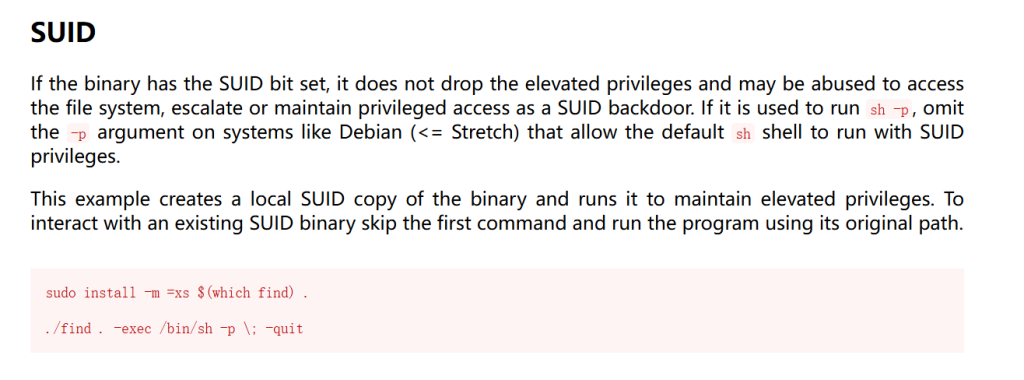 SUID
If the binary has the SUID bit set, it does not drop the elevated privileges and may be abused to access
the file system, escalate or maintain privileged access as a SUID backdoor. If it is used to run sh -p, omit
the -p argument on systems like Debian (<= Stretch) that allow the default sh shell to run with SUID
privileges.
This example creates a local SUID copy of the binary and runs it to maintain elevated privileges. To
interact with an existing SUID binary skip the first command and run the program using its original path.
sudo install -m =xs $(which find) .
./find . -exec /bin/sh -p \; -quit